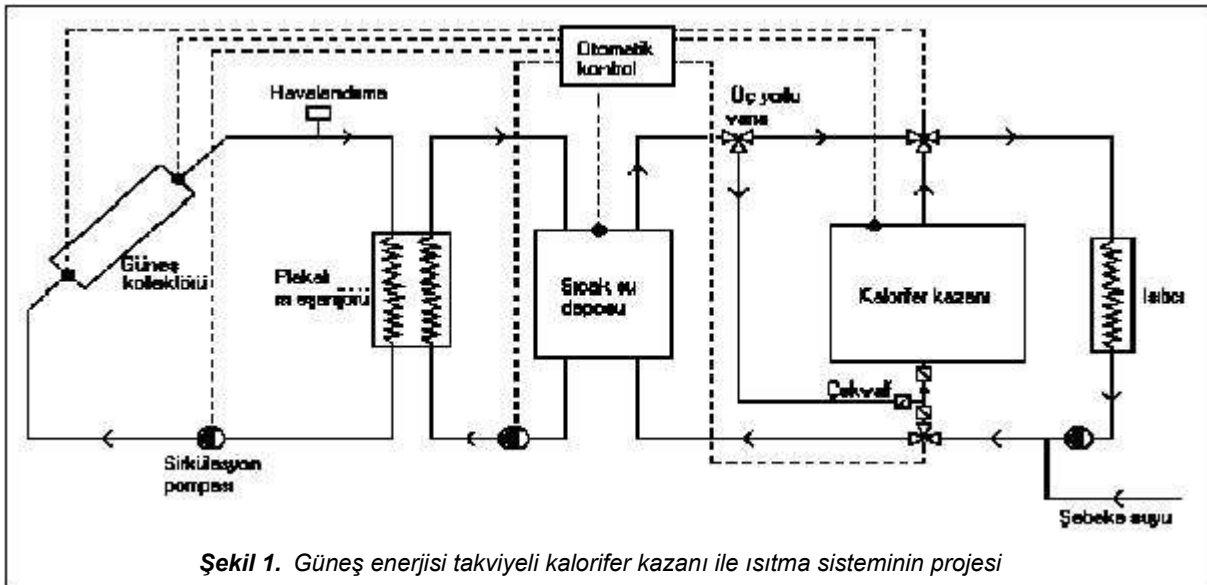 Otomatik
kontrol
Havalandırma
Üç yollu
vana
Güneş
kollektörü
Plakalı
ısı eşanjörü
Sıcak su
deposu
Kalorifer kazanı
Isıtıcı
Çekvalf
Sirkülasyon
pompası
Şebeke suyu
Şekil 1. Güneş enerjisi takviyeli kalorifer kazanı ile ısıtma sisteminin projesi